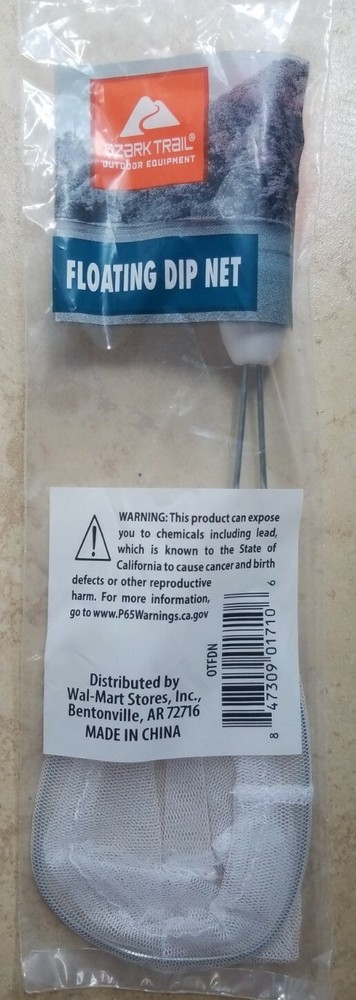 OZARK TRAIL®
OUTDOOR EQUIPMENT
FLOATING DIP NET
WARNING: This product can expose
you to chemicals including lead,
which is known to the State of
California to cause cancer and birth
defects or other reproductive
harm. For more information,
go to www.P65Warnings.ca.gov
OTFDN
8 47309 01710 6
Distributed by
Wal-Mart Stores, Inc.,
Bentonville, AR 72716
MADE IN CHINA